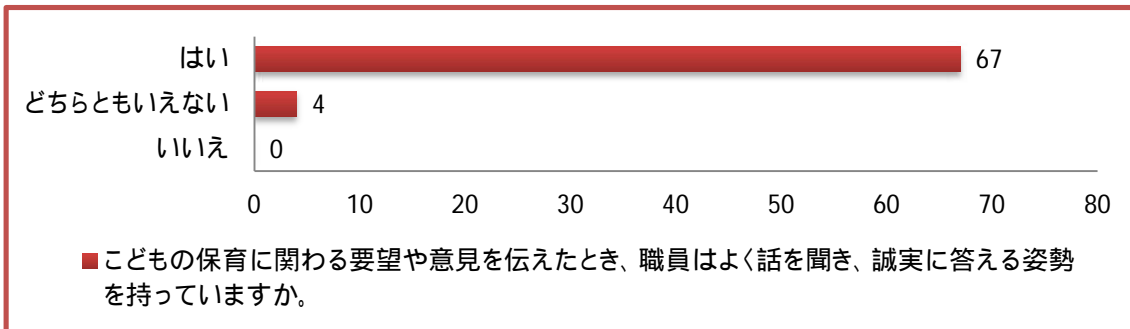 はい 67
どちらともいえない 4
いいえ 0
0 10 20 30 40 50 60 70 80
こどもの保育に関わる要望や意見を伝えたとき、職員はよく話を聞き、誠実に答える姿勢
を持っていますか。